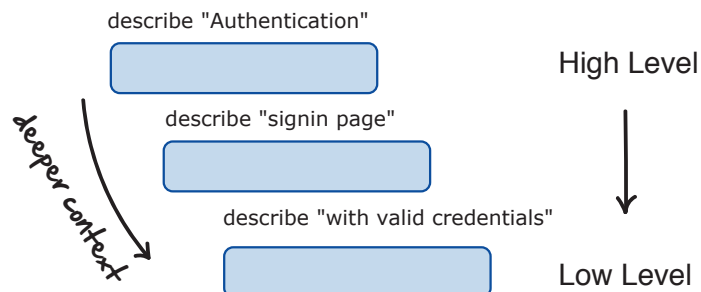 describe "Authentication"
High Level
describe "signin page"
deeper context
describe "with valid credentials"
Low Level